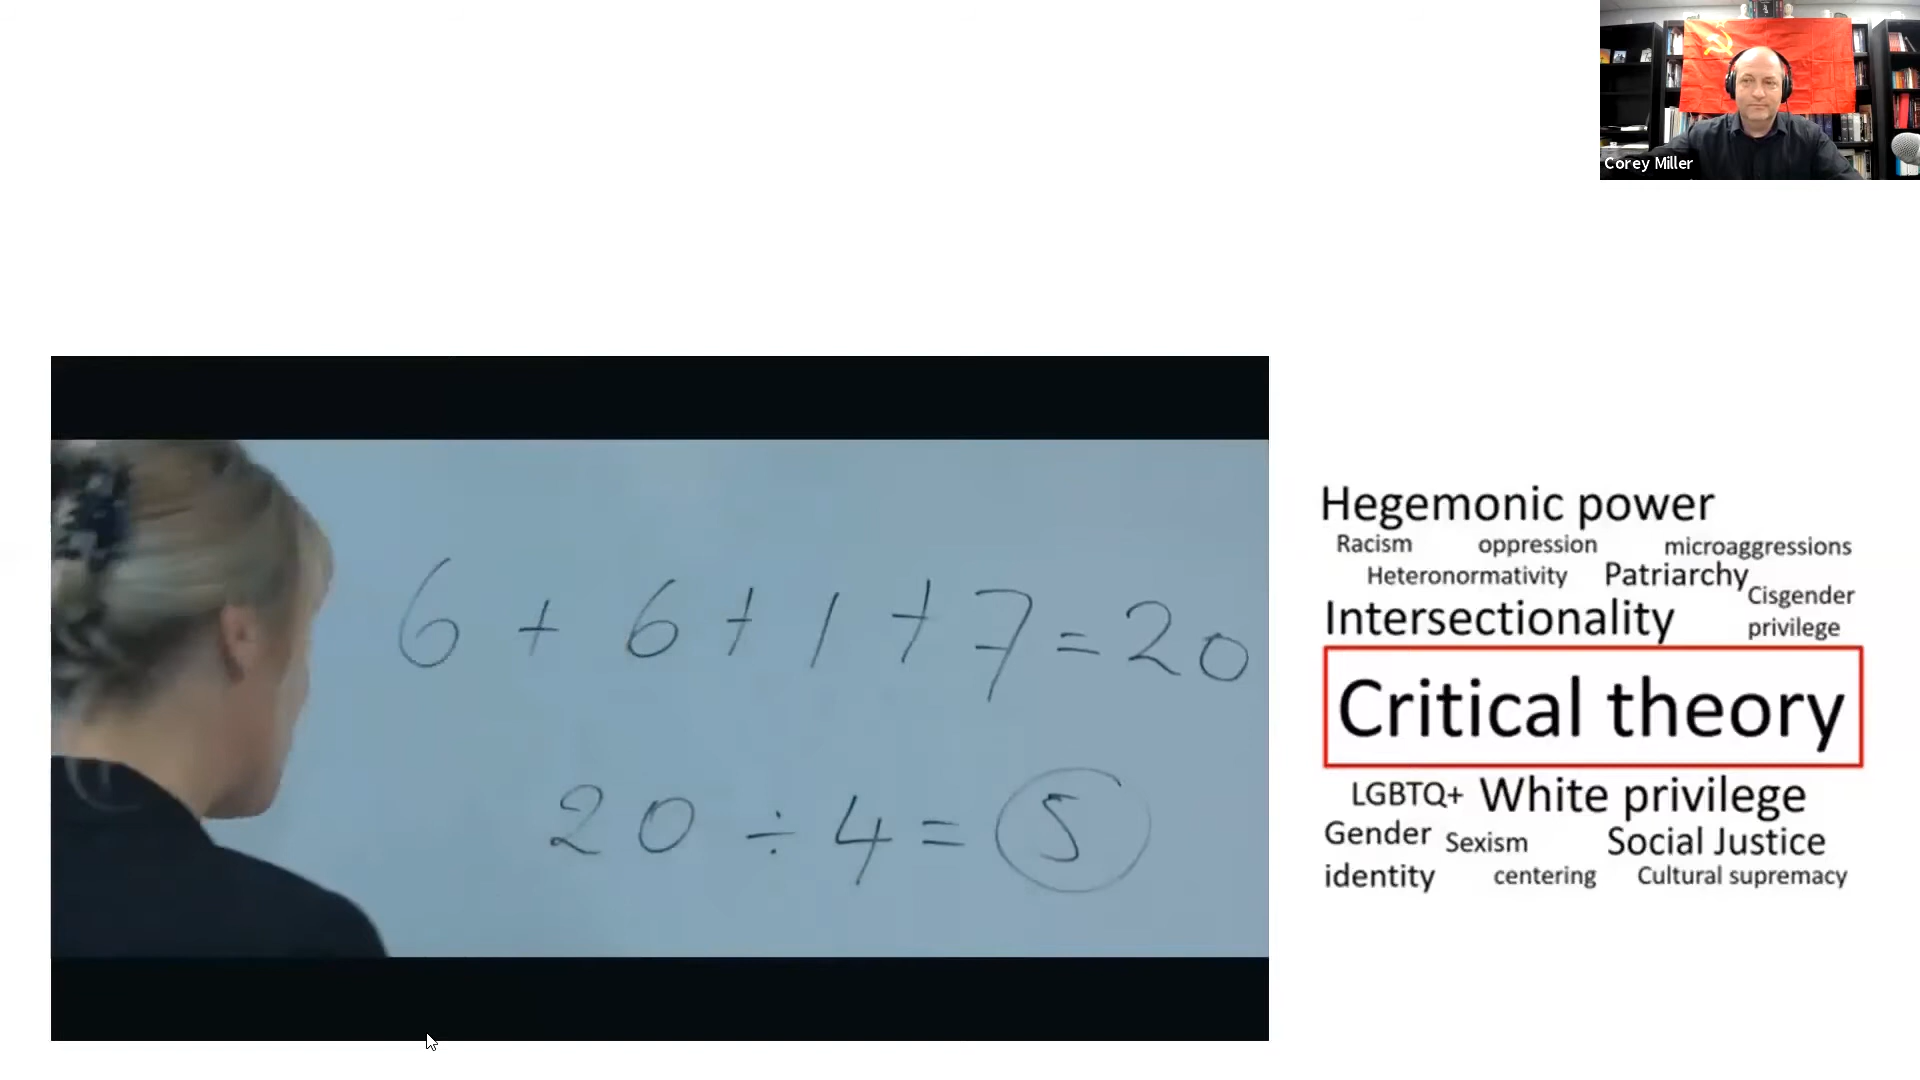 Corey Miller
6 + 6 + 1 + 7 = 20
20 ÷ 4 = 5
Hegemonic power
Racism oppression microaggressions
Heteronormativity Patriarchy
Cisgender
Intersectionality privilege
Critical theory
LGBTQ+ White privilege
Gender Sexism Social Justice
identity centering Cultural supremacy